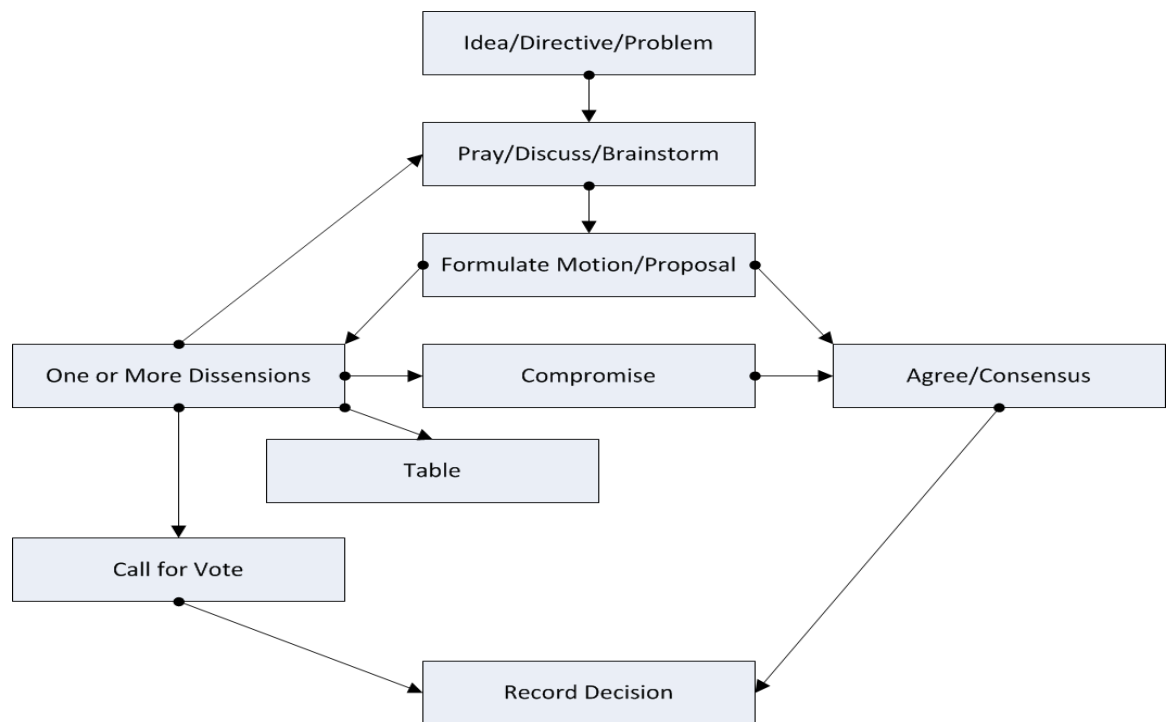 Idea/Directive/Problem
Pray/Discuss/Brainstorm
Formulate Motion/Proposal
One or More Dissensions
Compromise
Agree/Consensus
Table
Call for Vote
Record Decision